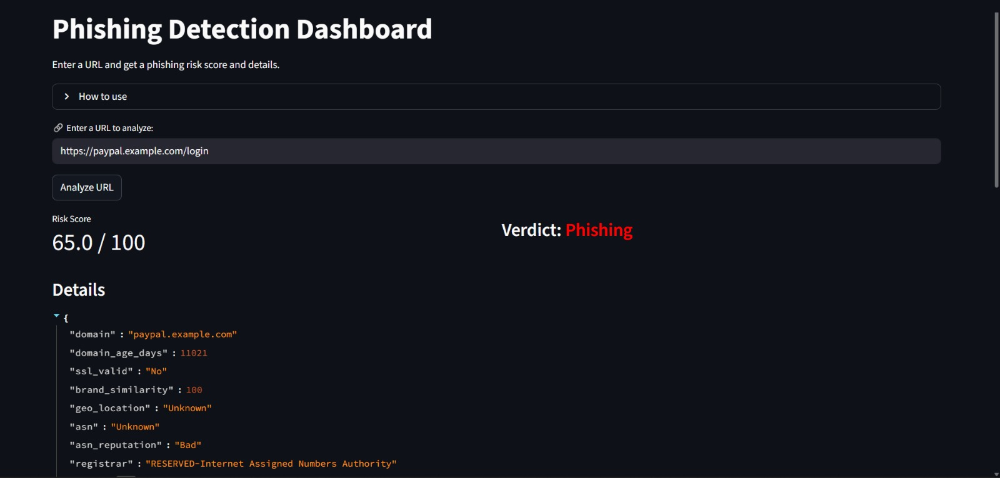 Phishing Detection Dashboard
Enter a URL and get a phishing risk score and details.
How to use
Enter a URL to analyze:
https://paypal.example.com/login
Analyze URL
Risk Score
65.0 / 100
Verdict: Phishing
Details
{
"domain" : "paypal.example.com"
"domain_age_days" : 11021
"ssl_valid" : "No"
"brand_similarity" : 100
"geo_location" : "Unknown"
"asn" : "Unknown"
"asn_reputation" : "Bad"
"registrar" : "RESERVED-Internet Assigned Numbers Authority"